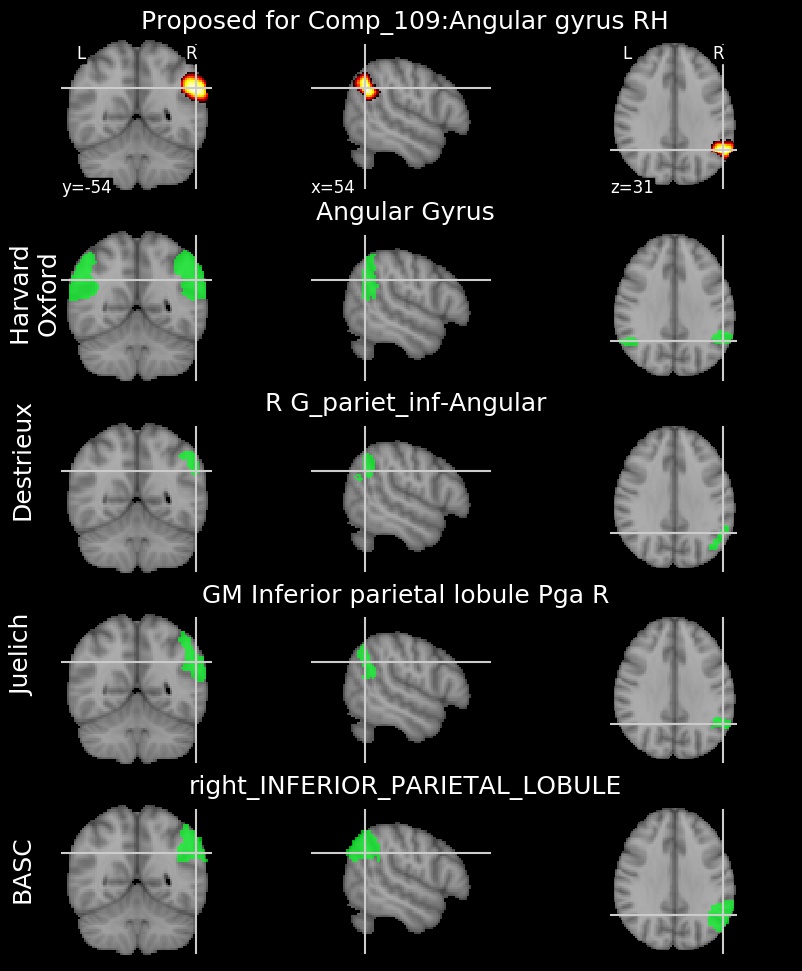 Proposed for Comp_109:Angular gyrus RH
L R
L R
y=-54
x=54
z=31
Angular Gyrus
Harvard
Oxford
R G_pariet_inf-Angular
Destrieux
GM Inferior parietal lobule Pga R
Juelich
right_INFERIOR_PARIETAL_LOBULE
BASC